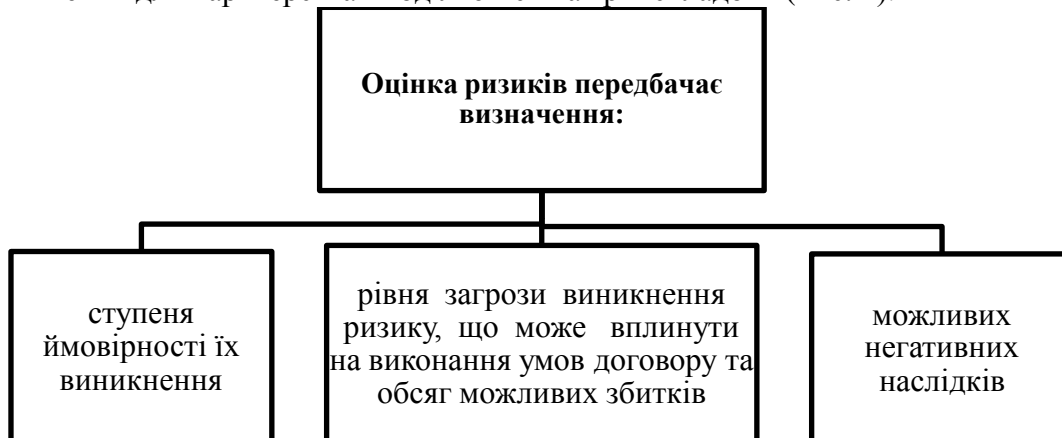 Оцінка ризиків передбачає
визначення:
ступеня
ймовірності їх
виникнення
рівня загрози виникнення
ризику, що може вплинути
на виконання умов договору та
обсяг можливих збитків
можливих
негативних
наслідків